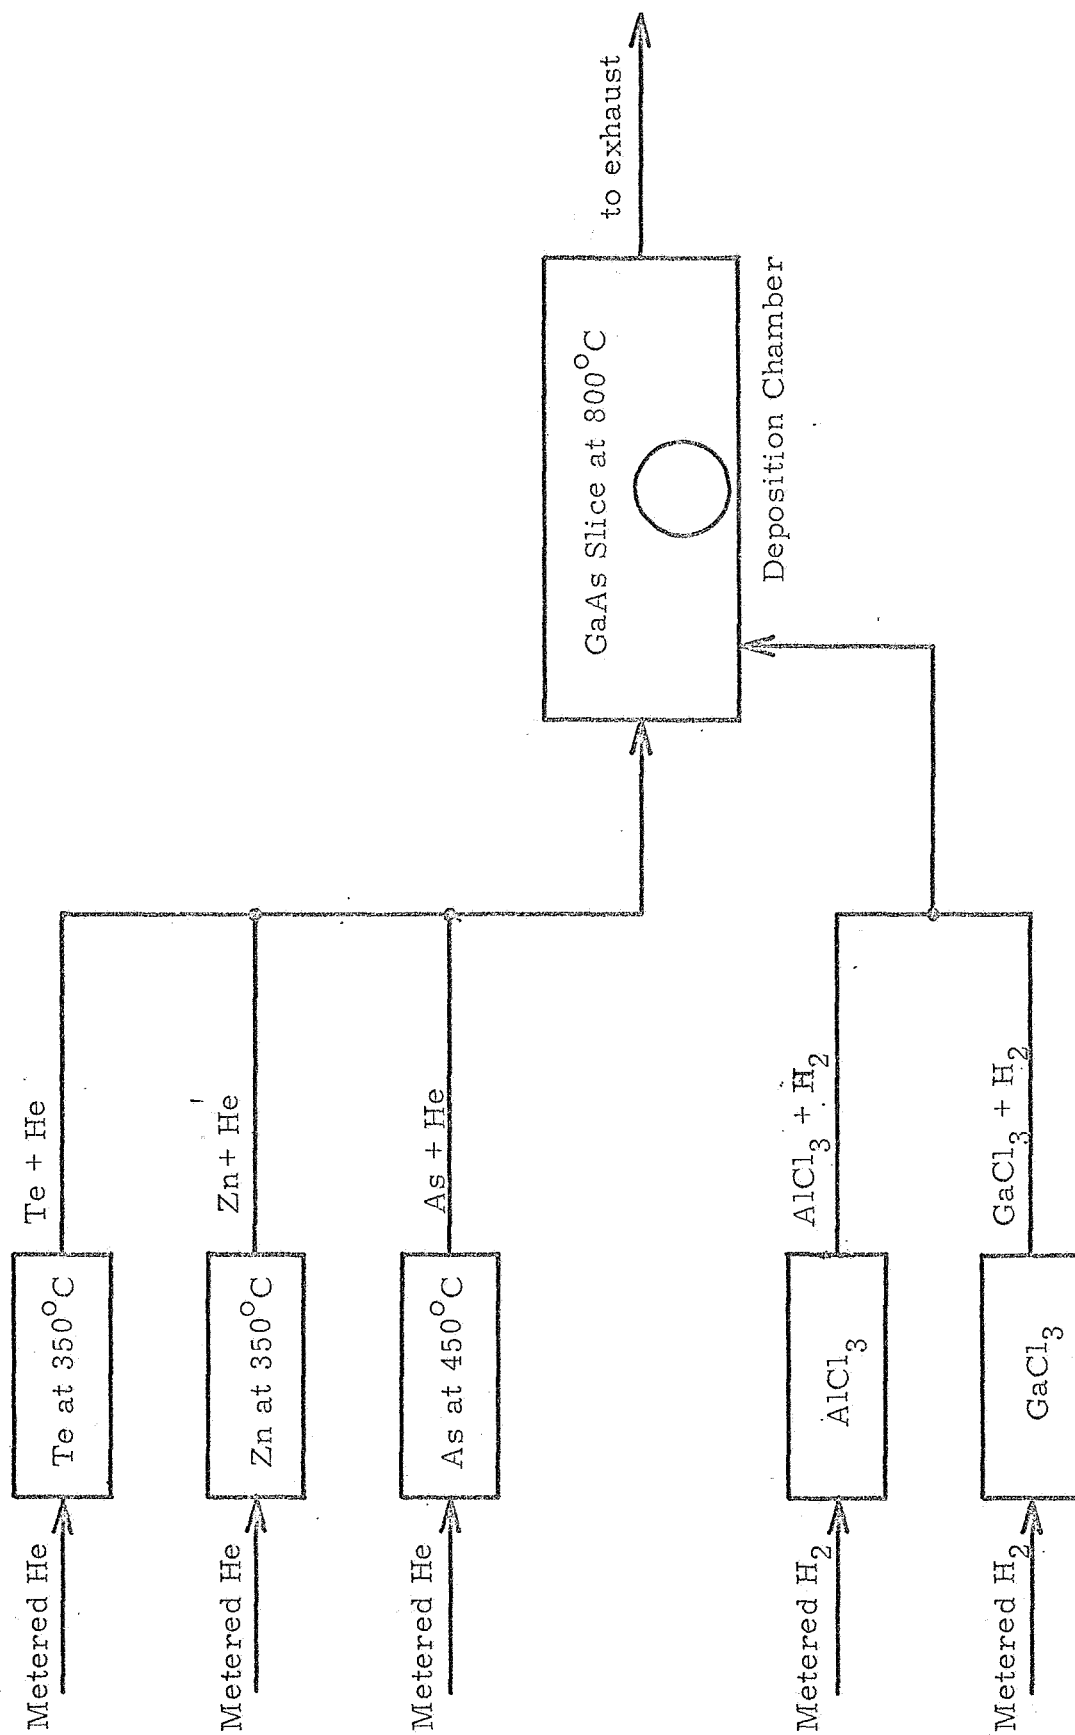 Metered He
Te at 350°C
Te + He
Metered He
Zn at 350°C
Zn + He
Metered He
As at 450°C
As + He
GaAs Slice at 800°C
to exhaust
Deposition Chamber
Metered H2
AlCl3
AlCl3 + H2
Metered H2
GaCl3
GaCl3 + H2